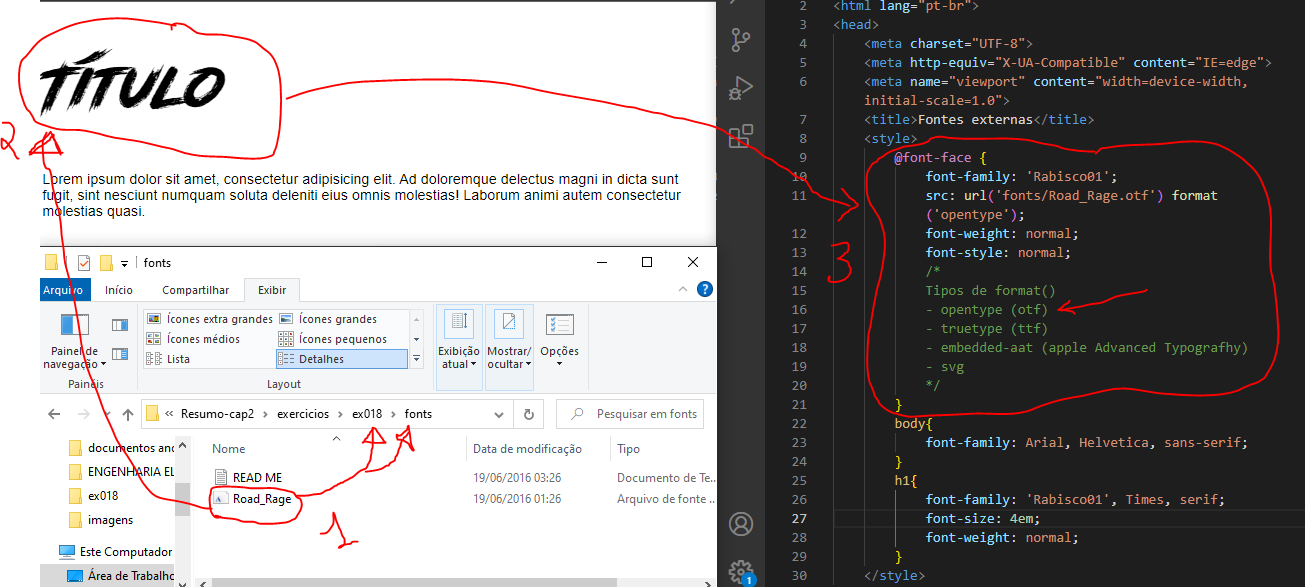 TÍTULO
2
Lorem ipsum dolor sit amet, consectetur adipisicing elit. Ad doloremque delectus magni in dicta sunt
fugit, sint nesciunt numquam soluta deleniti eius omnis molestias! Laborum animi autem consectetur
molestias quasi.
fonts
Arquivo Início Compartilhar Exibir
Ícones extra grandes Ícones grandes
Ícones médios Ícones pequenos
Lista Detalhes
Painel de
navegação
Painéis
Layout
Exibição
atual
Mostrar/
ocultar
Opções
« Resumo-cap2 › exercicios › ex018 › fonts
Pesquisar em fonts
documentos anc
ENGENHARIA EL
ex018
imagens
Este Computador
Área de Trabalho
Nome Data de modificação Tipo
READ ME 19/06/2016 03:26 Documento de Te...
Road_Rage 19/06/2016 01:26 Arquivo de fonte ...
1
3
1
2 <html lang="pt-br">
3 <head>
4 <meta charset="UTF-8">
5 <meta http-equiv="X-UA-Compatible" content="IE=edge">
6 <meta name="viewport" content="width=device-width,
initial-scale=1.0">
7 <title>Fontes externas</title>
8 <style>
9 @font-face {
10 font-family: 'Rabisco01';
11 src: url('fonts/Road_Rage.otf') format
('opentype');
12 font-weight: normal;
13 font-style: normal;
14 /*
15 Tipos de format()
16 - opentype (otf)
17 - truetype (ttf)
18 - embedded-aat (apple Advanced Typografhy)
19 - svg
20 */
21 }
22 body{
23 font-family: Arial, Helvetica, sans-serif;
24 }
25 h1{
26 font-family: 'Rabisco01', Times, serif;
27 font-size: 4em;
28 font-weight: normal;
29 }
30 </style>